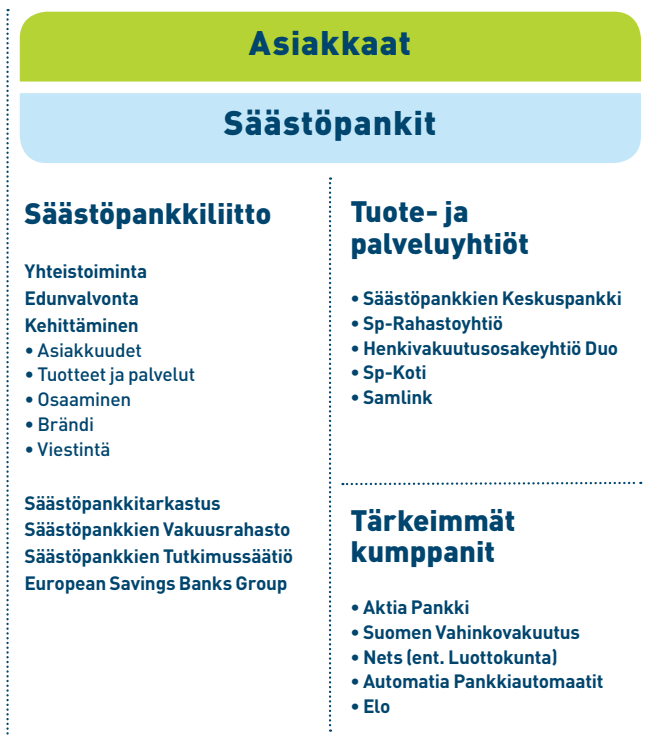 Asiakkaat
Säästöpankit
Säästöpankkiliitto
Yhteistoiminta
Edunvalvonta
Kehittäminen
• Asiakkuudet
• Tuotteet ja palvelut
• Osaaminen
• Brändi
• Viestintä
Säästöpankkitarkastus
Säästöpankkien Vakuusrahasto
Säästöpankkien Tutkimussäätiö
European Savings Banks Group
Tuote- ja
palveluyhtiöt
• Säästöpankkien Keskuspankki
• Sp-Rahastoyhtiö
• Henkivakuutusosakeyhtiö Duo
• Sp-Koti
• Samlink
Tärkeimmät
kumppanit
• Aktia Pankki
• Suomen Vahinkovakuutus
• Nets (ent. Luottokunta)
• Automatia Pankkiautomaatit
• Elo